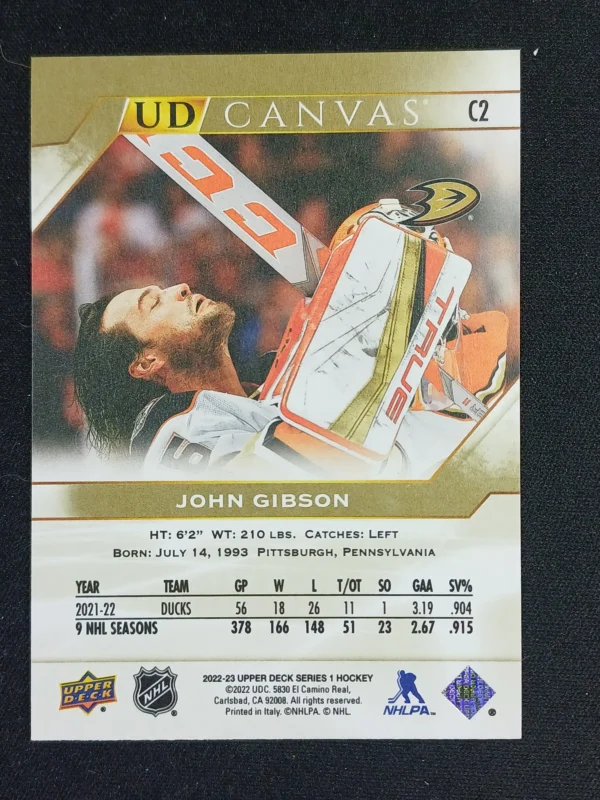 UD CANVAS C2
CCC
TRUE
JOHN GIBSON
HT: 6'2" WT: 210 LBS. CATCHES: LEFT
BORN: JULY 14, 1993 PITTSBURGH, PENNSYLVANIA
YEAR TEAM GP W L T/OT SO GAA SV%
2021-22 DUCKS 56 18 26 11 1 3.19 .904
9 NHL SEASONS 378 166 148 51 23 2.67 .915
UPPER DECK ®
NHL ®
2022-23 UPPER DECK SERIES 1 HOCKEY
©2022 UDC. 5830 El Camino Real,
Carlsbad, CA 92008. All rights reserved.
Printed in Italy. ©NHLPA. © NHL.
NHLPA™
®